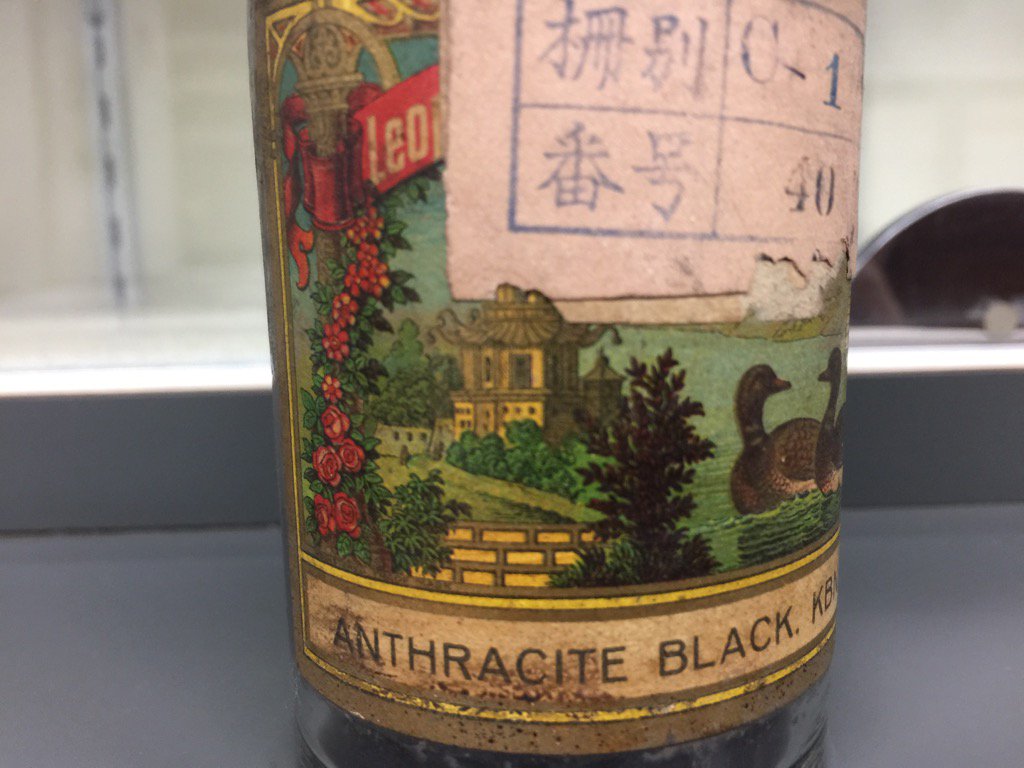 Leo
棚別 C-1
番号 40
ANTHRACITE BLACK. KB